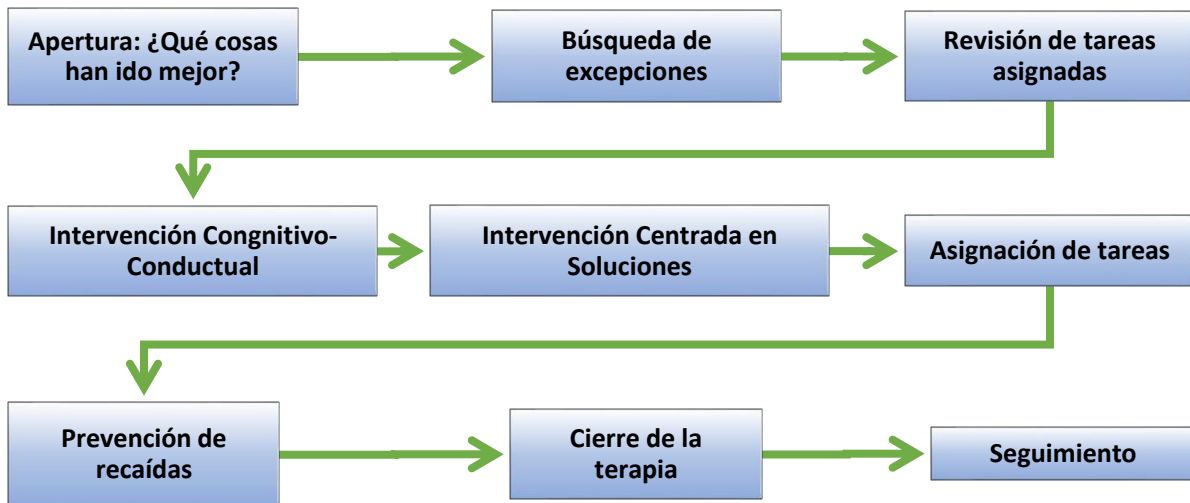 Apertura: ¿Qué cosas
han ido mejor?
Búsqueda de
excepciones
Revisión de tareas
asignadas
Intervención Congnitivo-
Conductual
Intervención Centrada en
Soluciones
Asignación de tareas
Prevención de
recaídas
Cierre de la
terapia
Seguimiento